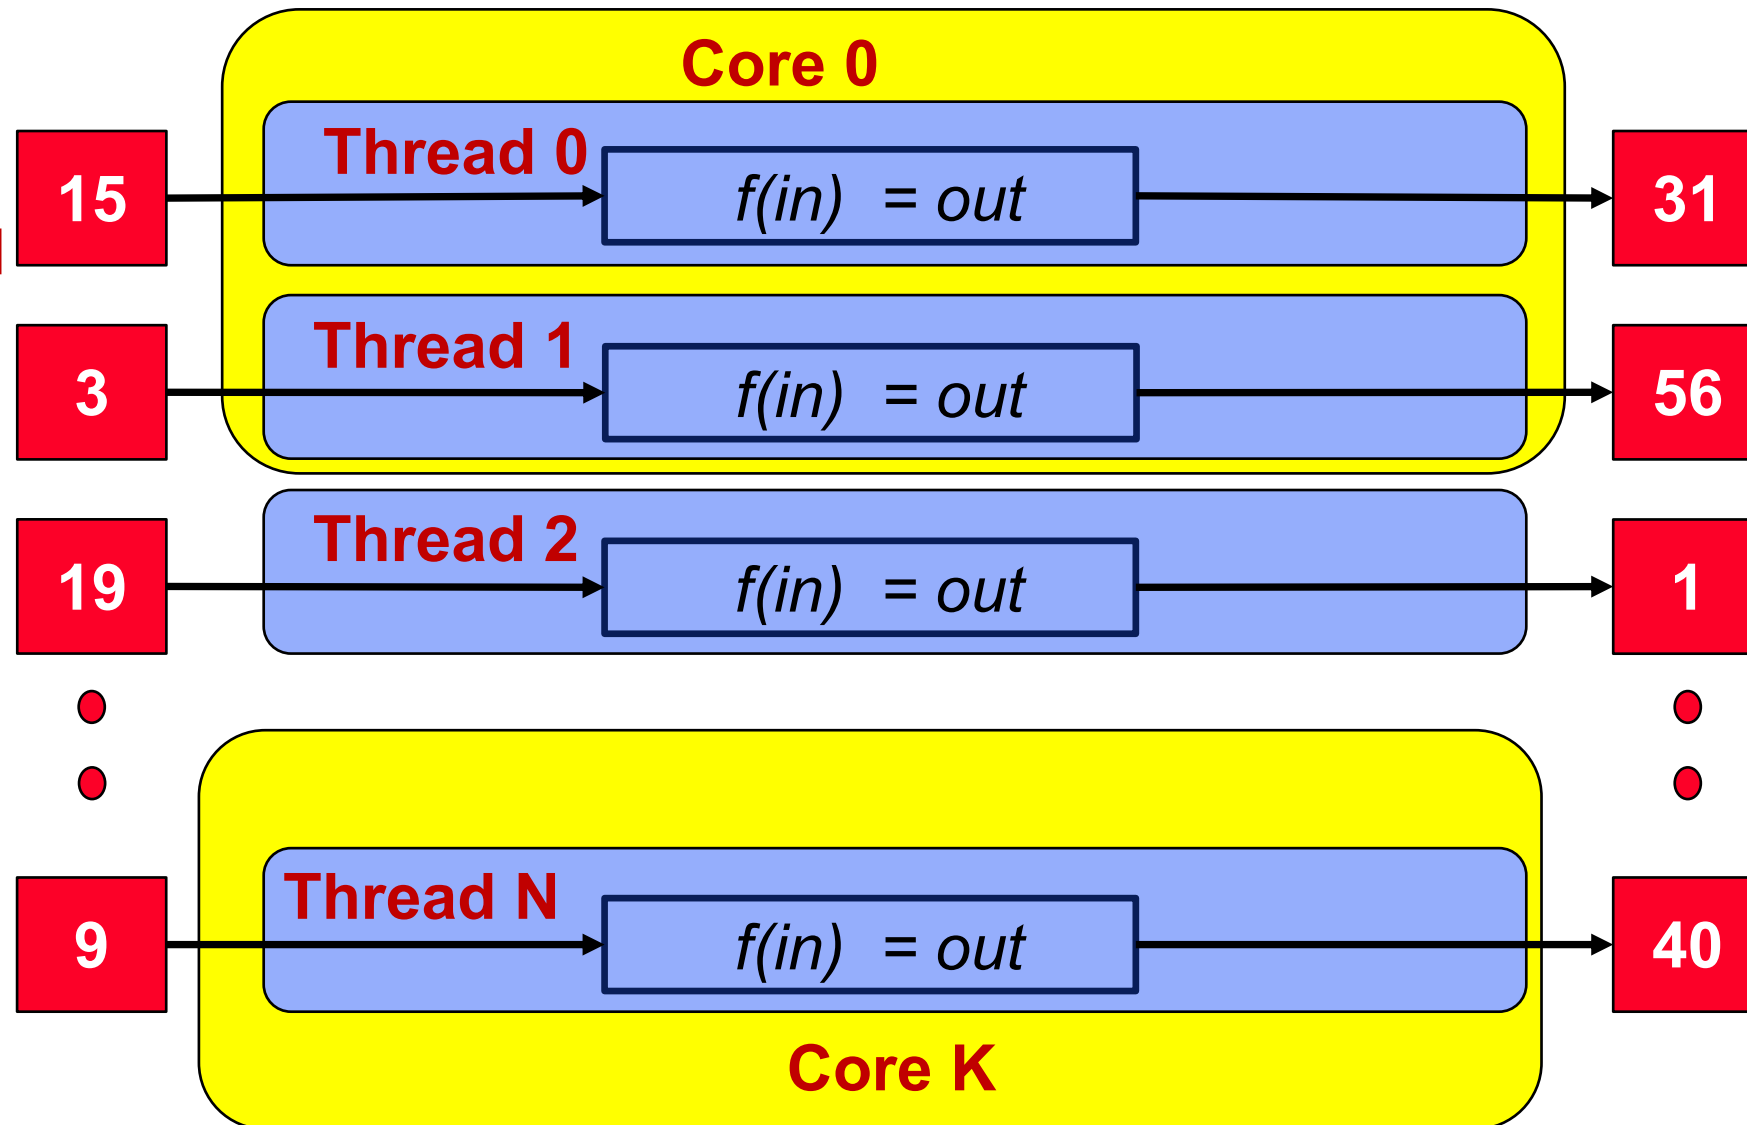 Core 0
Thread 0
15 f(in) = out 31
Thread 1
3 f(in) = out 56
Thread 2
19 f(in) = out 1
Thread N
9 f(in) = out 40
Core K